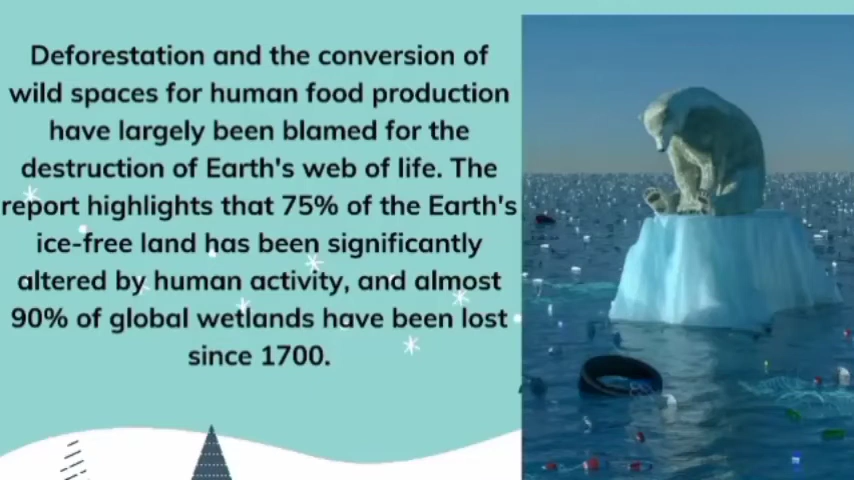 Deforestation and the conversion of
wild spaces for human food production
have largely been blamed for the
destruction of Earth's web of life. The
report highlights that 75% of the Earth's
ice-free land has been significantly
altered by human activity, and almost
90% of global wetlands have been lost
since 1700.